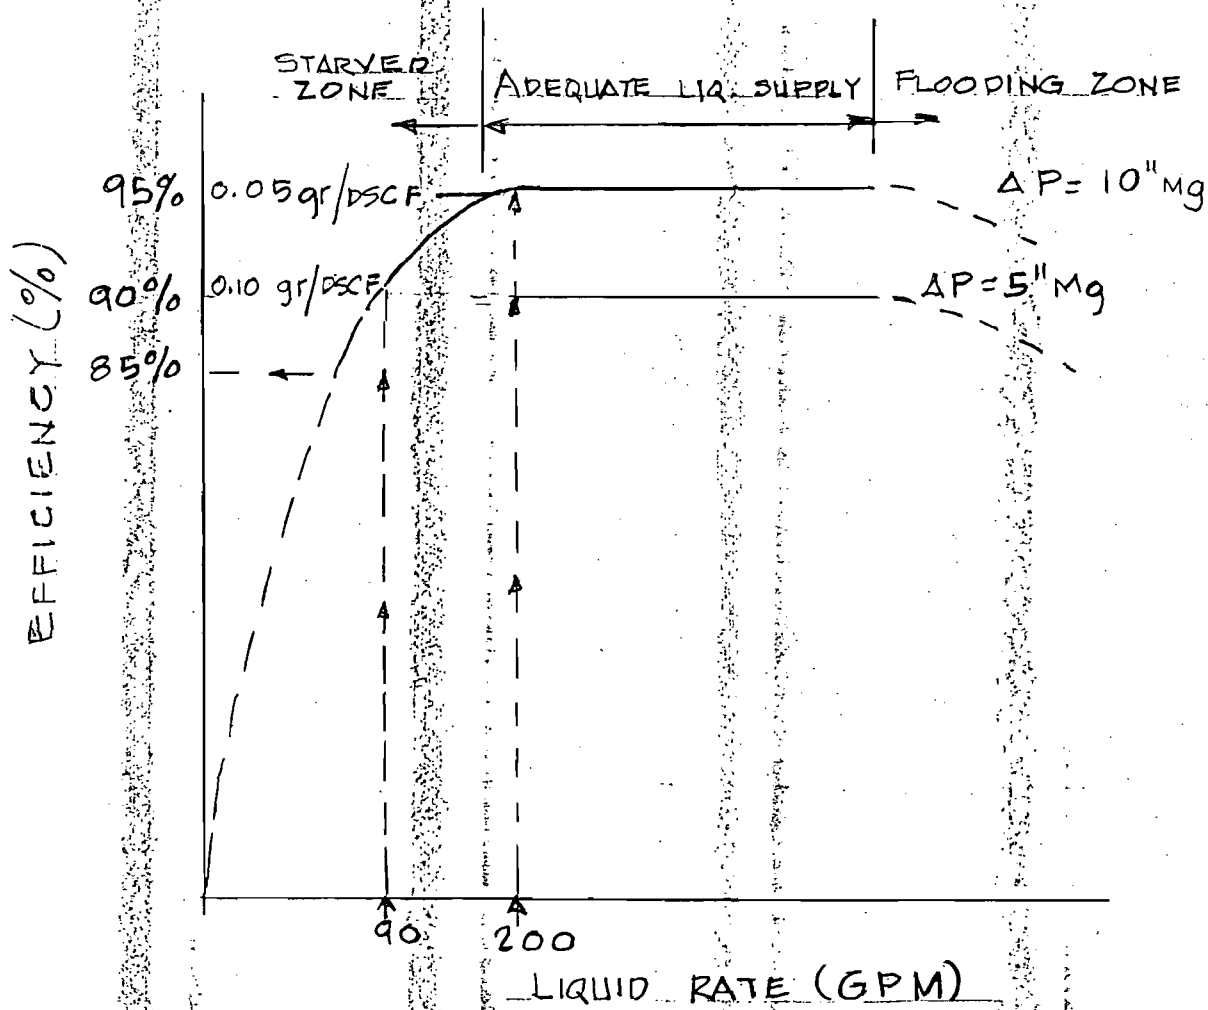 STARVED
ZONE
ADEQUATE LIQ. SUPPLY
FLOODING ZONE
95%
0.05 gr/DSCF
ΔP= 10" Mg
90%
0.10 gr/DSCF
ΔP=5" Mg
85%
EFFICIENCY (%)
90
200
LIQUID RATE (GPM)